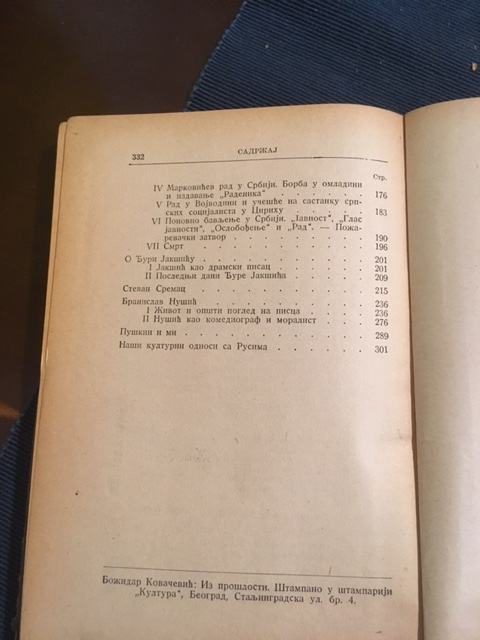 332 САДРЖАЈ
Стр.
IV Марковићев рад у Србији. Борба у омладини
и издавање „Раденика“ . . . . . . 176
V Рад у Војводини и учешће на састанку срп-
ских социјалиста у Цириху . . . . . 183
VI Поновно бављење у Србији. „Јавност“, „Глас
јавности“, „Ослобођење“ и „Рад“. — Пожа-
ревачки затвор . . . . . . . . . 190
VII Смрт . . . . . . . . . . . . 196
О Ђури Јакшићу . . . . . . . . . . 201
I Јакшић као драмски писац . . . . . . 201
II Последњи дани Ђуре Јакшића . . . . . 209
Стеван Сремац . . . . . . . . . . . 215
Бранислав Нушић . . . . . . . . . . 236
I Живот и општи поглед на писца . . . . 236
II Нушић као комедиограф и моралист . . . 276
Пушкин и ми . . . . . . . . . . . 289
Наши културни односи са Русима . . . . . 301
Божидар Ковачевић: Из прошлости. Штампано у штампарији
„Култура“, Београд, Стаљинградска ул. бр. 4.